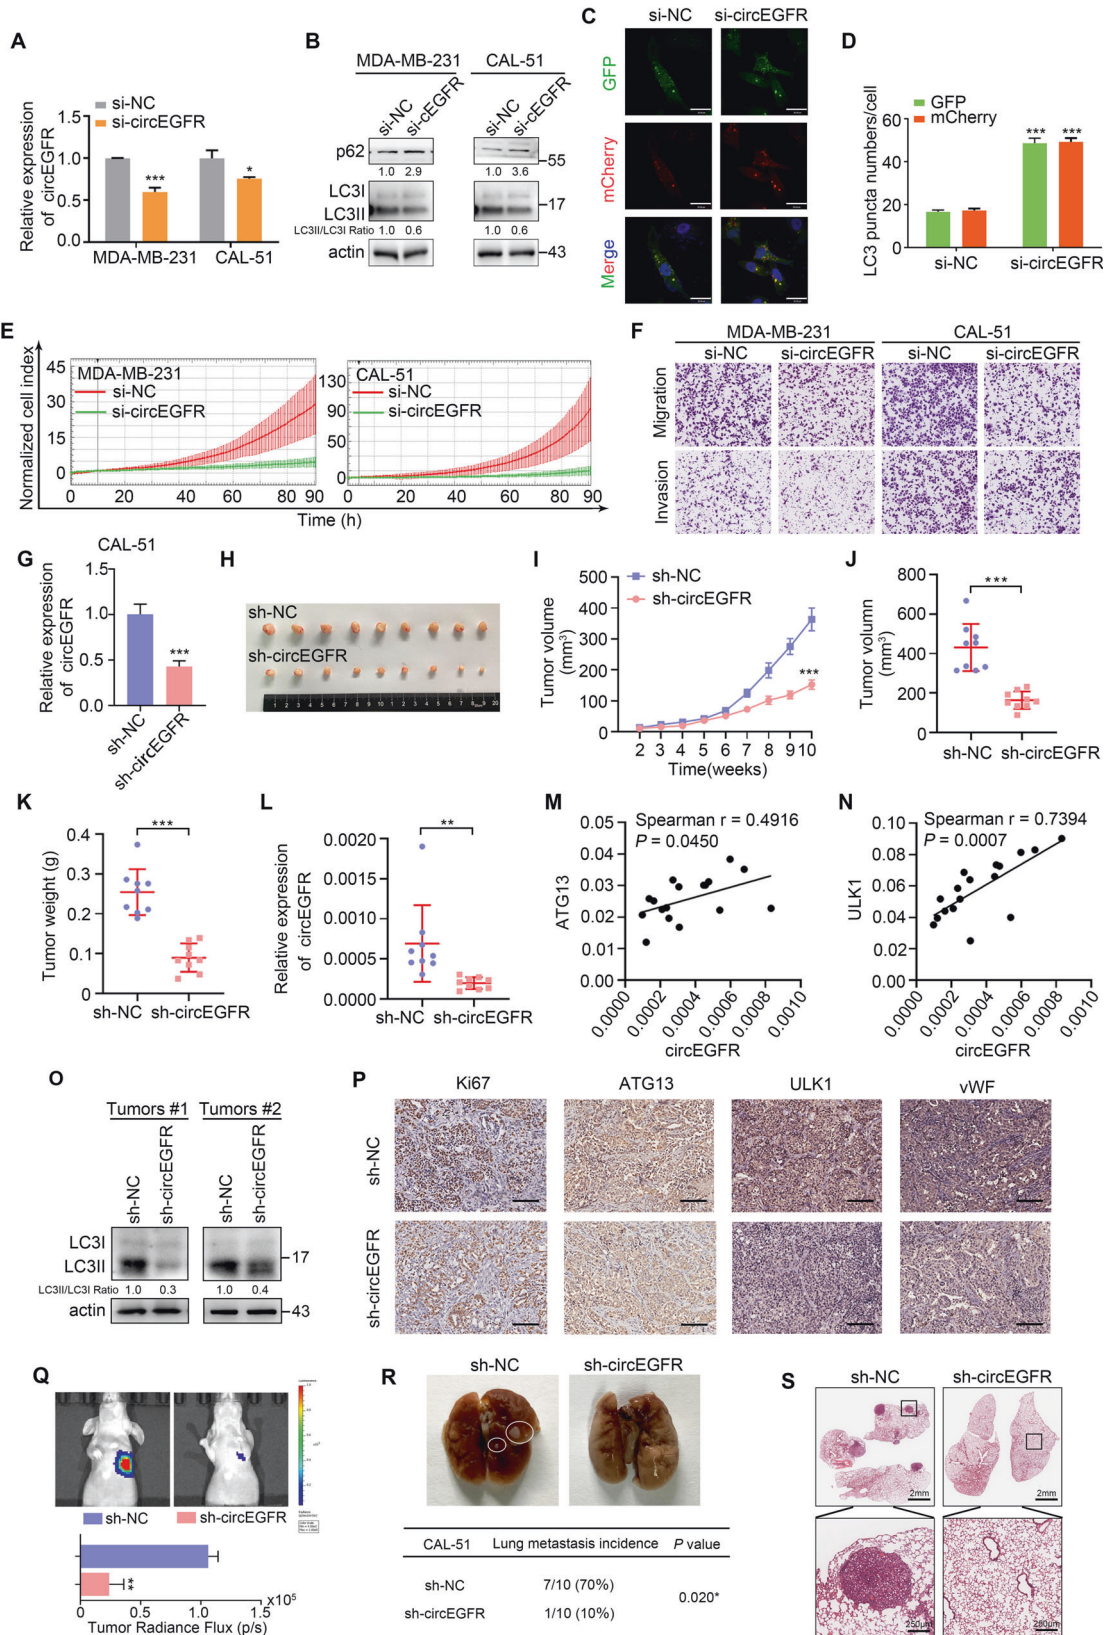 A
si-NC
si-circEGFR
Relative expression
of circEGFR
1.5
1.0
0.5
0.0
***
*
MDA-MB-231
CAL-51
B
MDA-MB-231
CAL-51
si-NC
si-cEGFR
si-NC
si-cEGFR
p62
55
1.0 2.9 1.0 3.6
LC3I
17
LC3II
LC3II/LC3I Ratio 1.0 0.6 1.0 0.6
actin
43
C
si-NC si-circEGFR
GFP
mCherry
Merge
D
GFP
mCherry
LC3 puncta numbers/cell
60
40
20
0
*** ***
si-NC si-circEGFR
E
Normalized cell index
45
30
15
0
MDA-MB-231
si-NC
si-circEGFR
0 20 40 60 80 90
130
90
50
0
CAL-51
si-NC
si-circEGFR
0 20 40 60 80 90
Time (h)
F
MDA-MB-231 CAL-51
si-NC si-circEGFR si-NC si-circEGFR
Migration
Invasion
G
CAL-51
Relative expression
of circEGFR
1.5
1.0
0.5
0.0
***
sh-NC
sh-circEGFR
H
sh-NC
sh-circEGFR
I
sh-NC
sh-circEGFR
Tumor volume
(mm³)
500
400
300
200
100
0
***
2 3 4 5 6 7 8 9 10
Time(weeks)
J
Tumor volumn
(mm³)
800
600
400
200
0
***
sh-NC sh-circEGFR
K
Tumor weight (g)
0.4
0.3
0.2
0.1
0
***
sh-NC sh-circEGFR
L
Relative expression
of circEGFR
0.0020
0.0015
0.0010
0.0005
0.0000
**
sh-NC sh-circEGFR
M
Spearman r = 0.4916
P = 0.0450
ATG13
0.05
0.04
0.03
0.02
0.01
0.00
0.0000
0.0002
0.0004
0.0006
0.0008
0.0010
circEGFR
N
Spearman r = 0.7394
P = 0.0007
ULK1
0.10
0.08
0.06
0.04
0.02
0.00
0.0000
0.0002
0.0004
0.0006
0.0008
0.0010
circEGFR
O
Tumors #1 Tumors #2
sh-NC
sh-circEGFR
sh-NC
sh-circEGFR
LC3I
17
LC3II
LC3II/LC3I Ratio 1.0 0.3 1.0 0.4
actin
43
P
Ki67 ATG13 ULK1 vWF
sh-NC
sh-circEGFR
Q
sh-NC sh-circEGFR
**
0 0.5 1.0 1.5 x10⁵
Tumor Radiance Flux (p/s)
R
sh-NC sh-circEGFR
CAL-51 Lung metastasis incidence P value
sh-NC 7/10 (70%)
0.020*
sh-circEGFR 1/10 (10%)
S
sh-NC sh-circEGFR
2mm 2mm
250μm